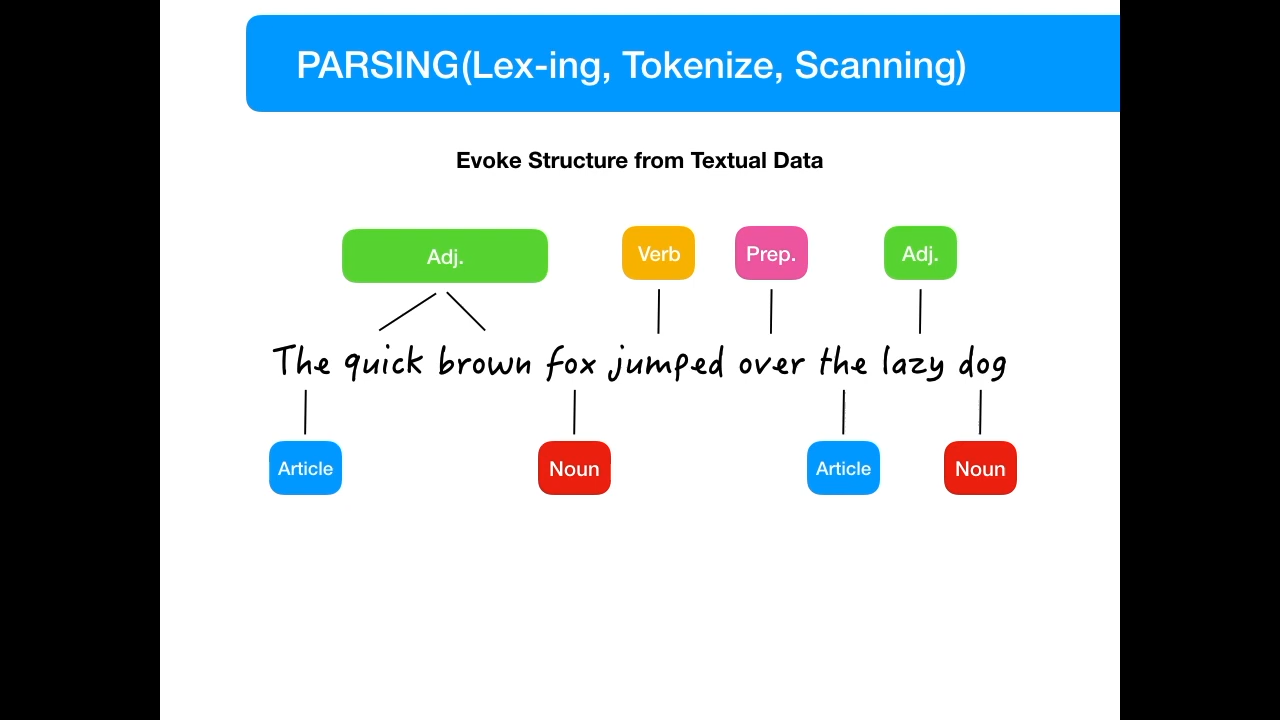 PARSING(Lex-ing, Tokenize, Scanning)
Evoke Structure from Textual Data
Adj. Verb Prep. Adj.
The quick brown fox jumped over the lazy dog
Article Noun Article Noun